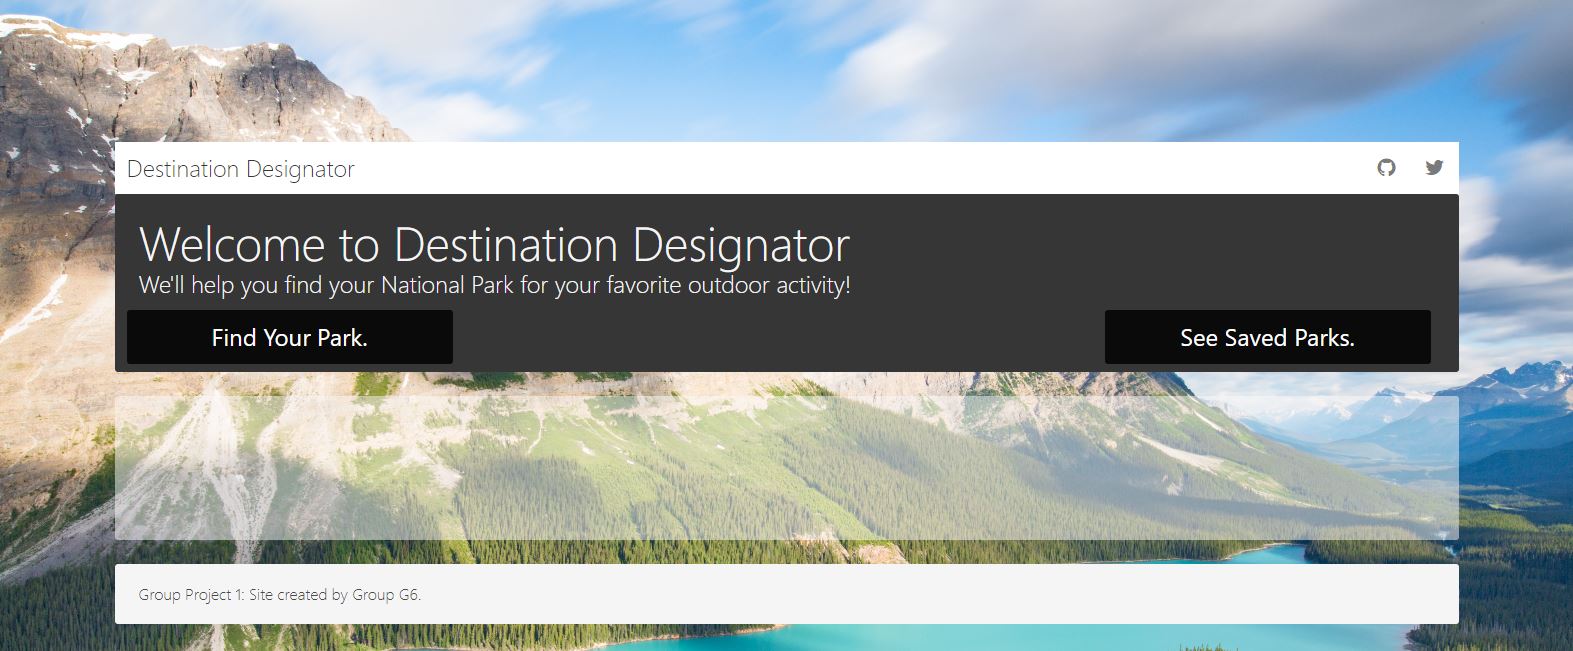 Destination Designator
Welcome to Destination Designator
We'll help you find your National Park for your favorite outdoor activity!
Find Your Park.
See Saved Parks.
Group Project 1: Site created by Group G6.